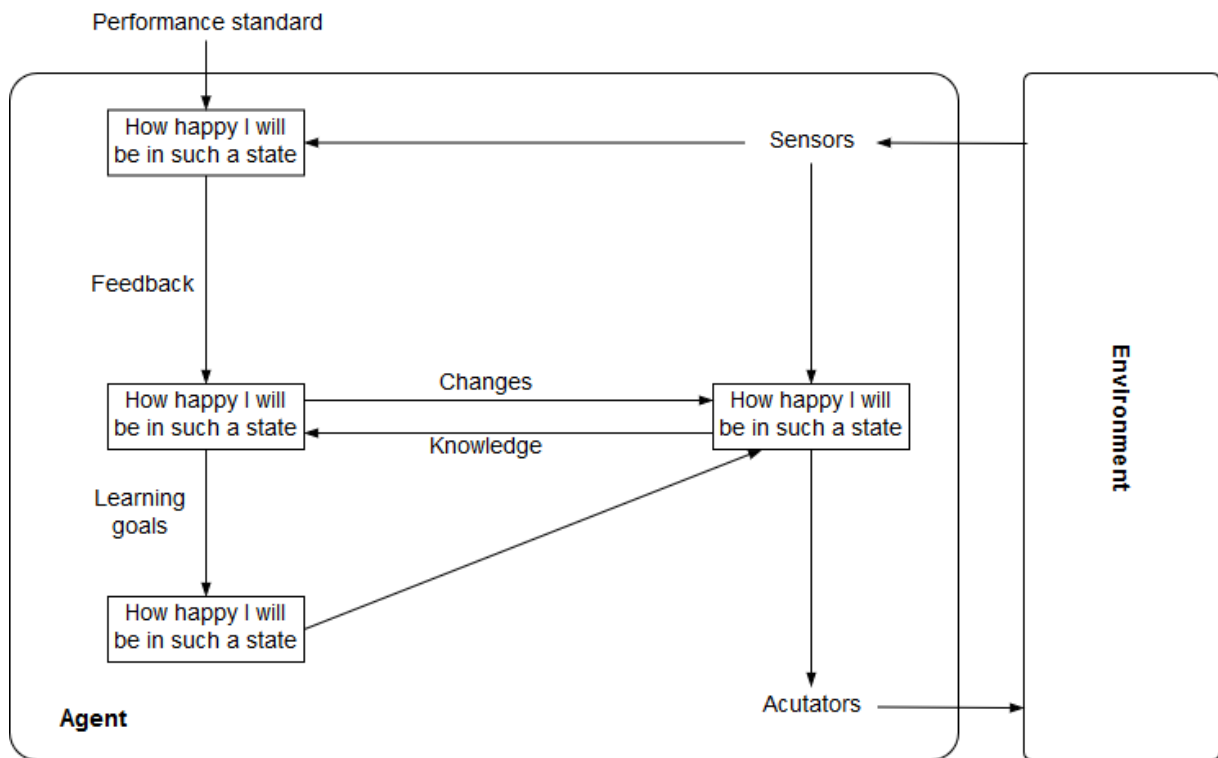 Performance standard
How happy I will
be in such a state
Sensors
Feedback
Changes
How happy I will
be in such a state
How happy I will
be in such a state
Knowledge
Environment
Learning
goals
How happy I will
be in such a state
Acutators
Agent